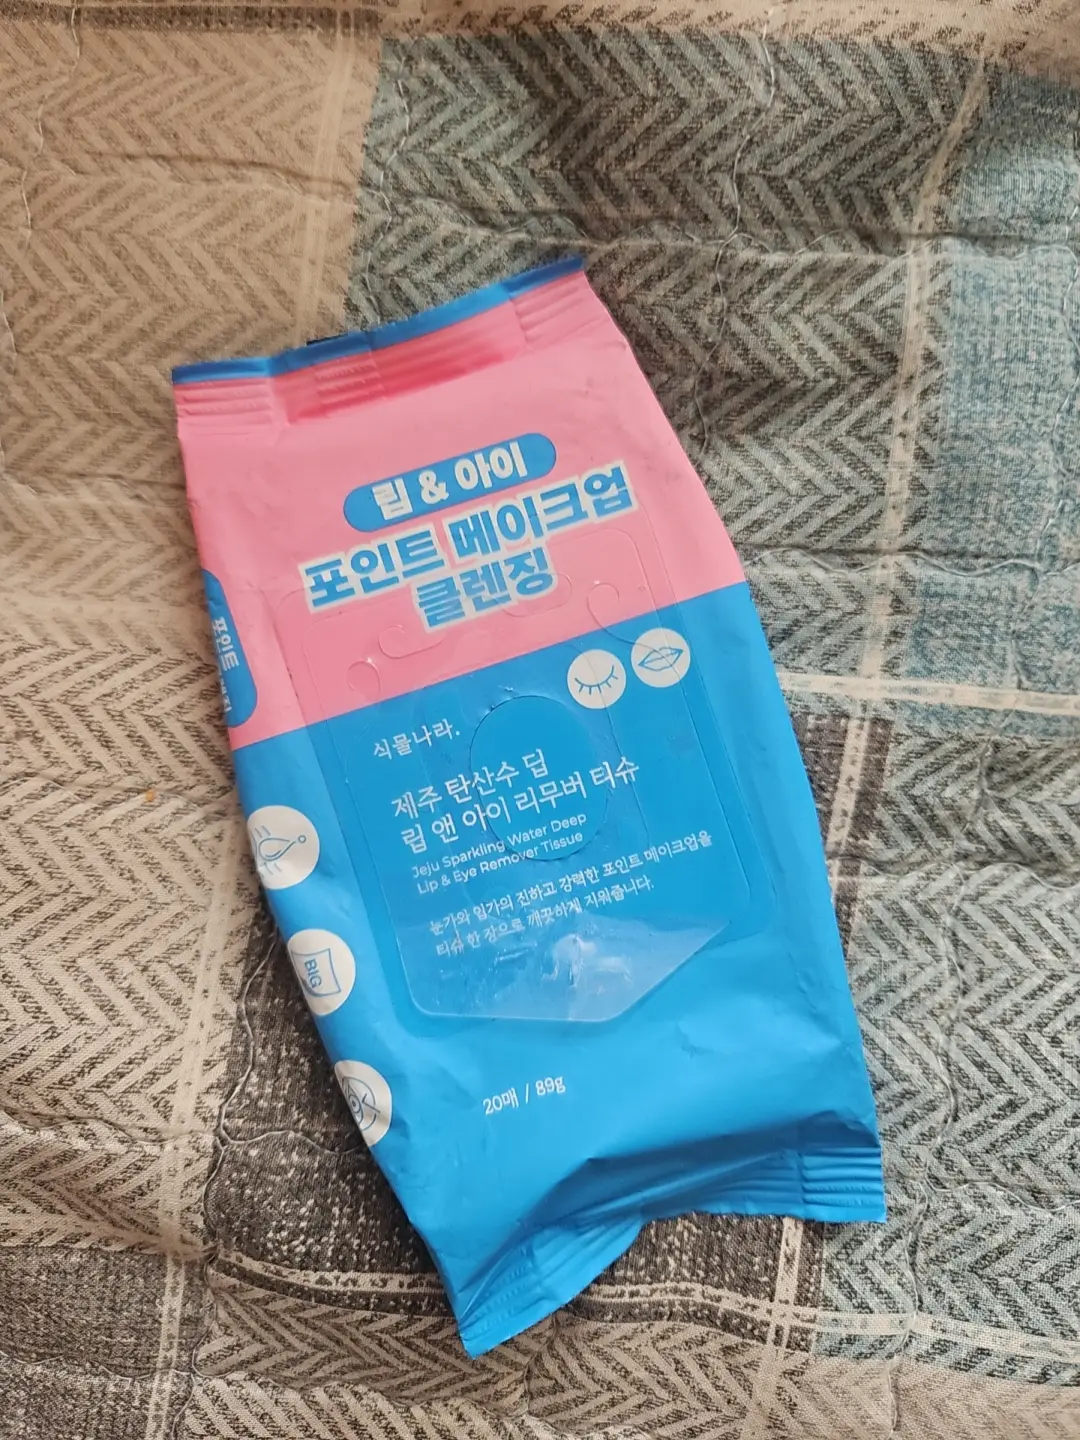 립 & 아이
포인트 메이크업
클렌징
포인트
식물나라.
제주 탄산수 딥
립 앤 아이 리무버 티슈
Jeju Sparkling Water Deep
Lip & Eye Remover Tissue
눈가와 입가의 진하고 강력한 포인트 메이크업을
티슈 한 장으로 깨끗하게 지워줍니다.
BIG
20매 / 89g